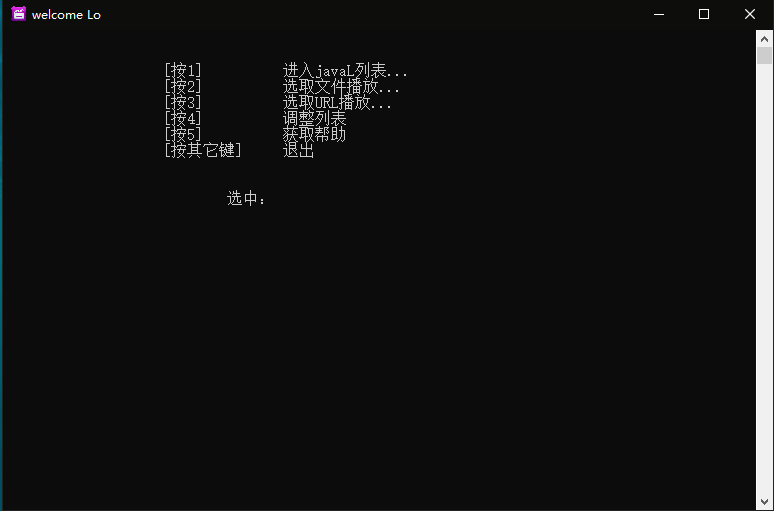 welcome Lo
[按1] 进入javaL列表...
[按2] 选取文件播放...
[按3] 选取URL播放...
[按4] 调整列表
[按5] 获取帮助
[按其它键] 退出
选中: